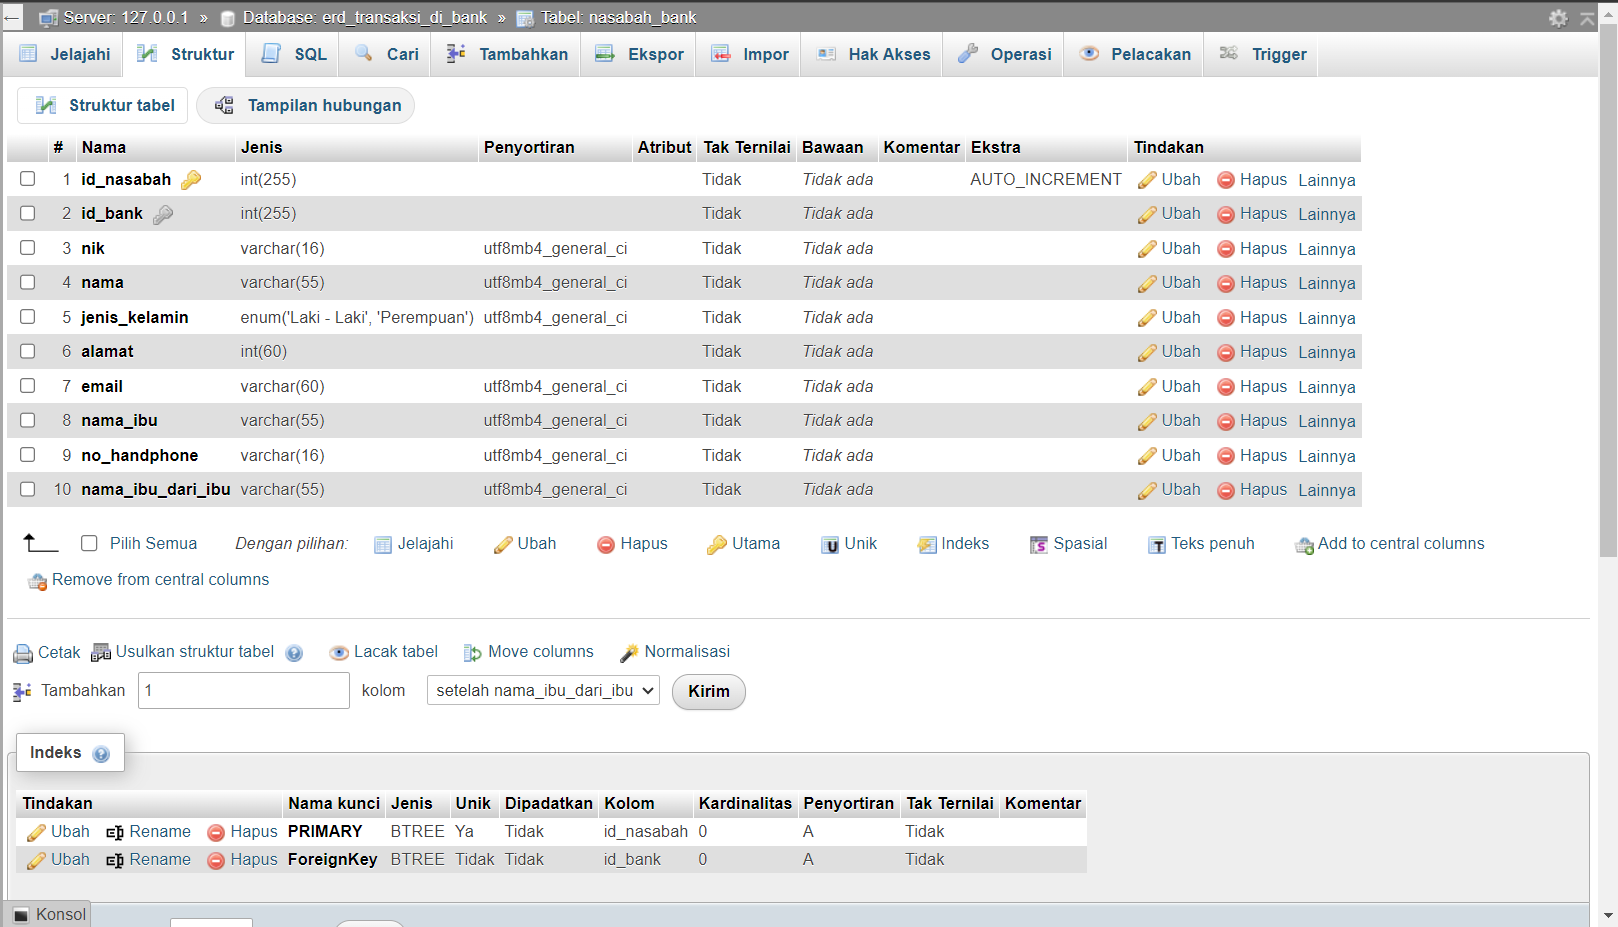 Server: 127.0.0.1 » Database: erd_transaksi_di_bank » Tabel: nasabah_bank
Jelajahi Struktur SQL Cari Tambahkan Ekspor Impor Hak Akses Operasi Pelacakan Trigger
Struktur tabel Tampilan hubungan
# Nama Jenis Penyortiran Atribut Tak Ternilai Bawaan Komentar Ekstra Tindakan
1 id_nasabah int(255) Tidak Tidak ada AUTO_INCREMENT Ubah Hapus Lainnya
2 id_bank int(255) Tidak Tidak ada Ubah Hapus Lainnya
3 nik varchar(16) utf8mb4_general_ci Tidak Tidak ada Ubah Hapus Lainnya
4 nama varchar(55) utf8mb4_general_ci Tidak Tidak ada Ubah Hapus Lainnya
5 jenis_kelamin enum('Laki - Laki', 'Perempuan') utf8mb4_general_ci Tidak Tidak ada Ubah Hapus Lainnya
6 alamat int(60) Tidak Tidak ada Ubah Hapus Lainnya
7 email varchar(60) utf8mb4_general_ci Tidak Tidak ada Ubah Hapus Lainnya
8 nama_ibu varchar(55) utf8mb4_general_ci Tidak Tidak ada Ubah Hapus Lainnya
9 no_handphone varchar(16) utf8mb4_general_ci Tidak Tidak ada Ubah Hapus Lainnya
10 nama_ibu_dari_ibu varchar(55) utf8mb4_general_ci Tidak Tidak ada Ubah Hapus Lainnya
Pilih Semua Dengan pilihan: Jelajahi Ubah Hapus Utama Unik Indeks Spasial Teks penuh Add to central columns
Remove from central columns
Cetak Usulkan struktur tabel Lacak tabel Move columns Normalisasi
Tambahkan 1 kolom setelah nama_ibu_dari_ibu Kirim
Indeks
Tindakan Nama kunci Jenis Unik Dipadatkan Kolom Kardinalitas Penyortiran Tak Ternilai Komentar
Ubah Rename Hapus PRIMARY BTREE Ya Tidak id_nasabah 0 A Tidak
Ubah Rename Hapus ForeignKey BTREE Tidak Tidak id_bank 0 A Tidak
Konsol